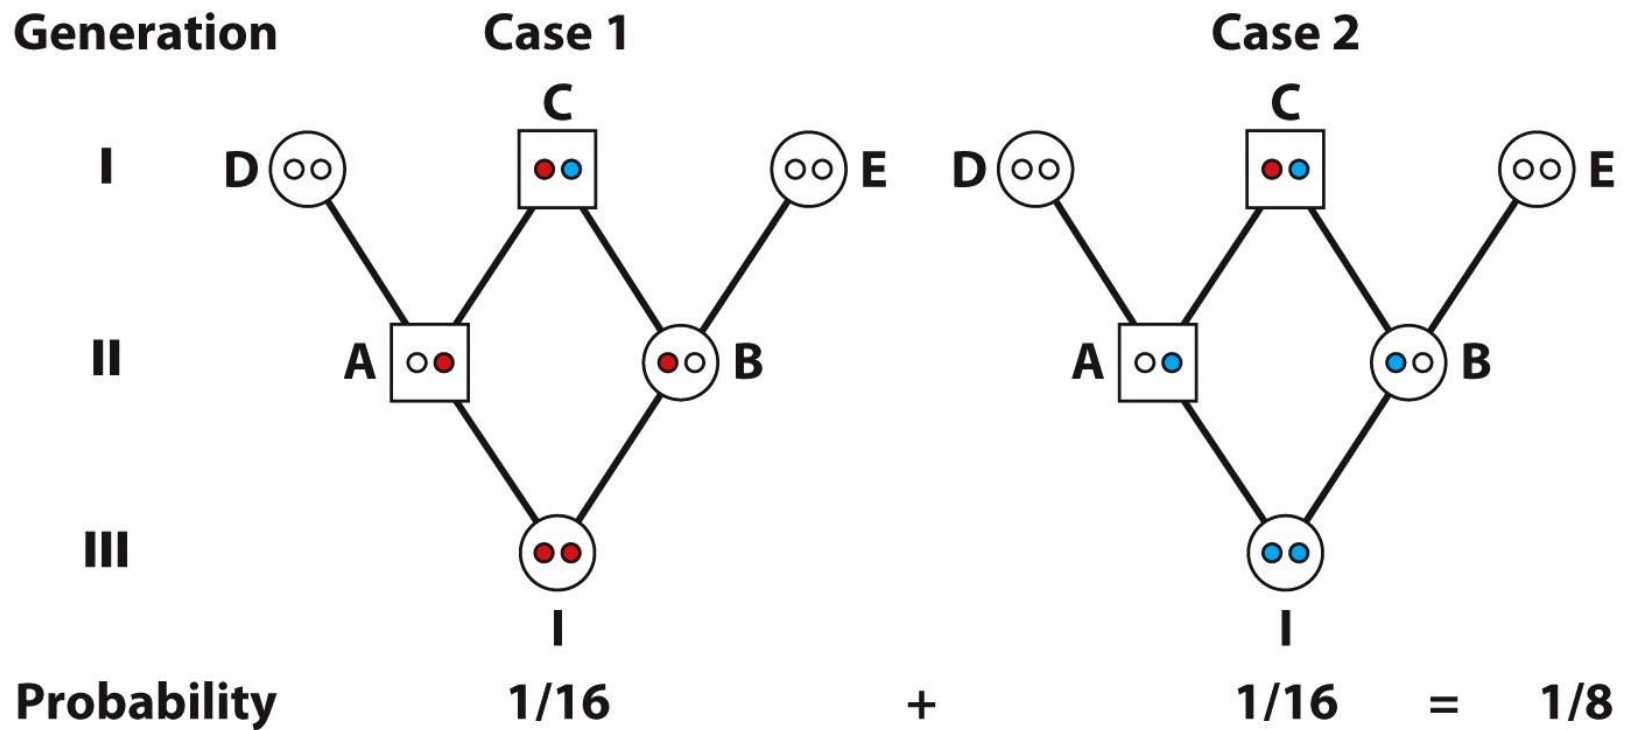 Generation Case 1 Case 2
C C
I D E D E
II A B A B
III
I I
Probability 1/16 + 1/16 = 1/8